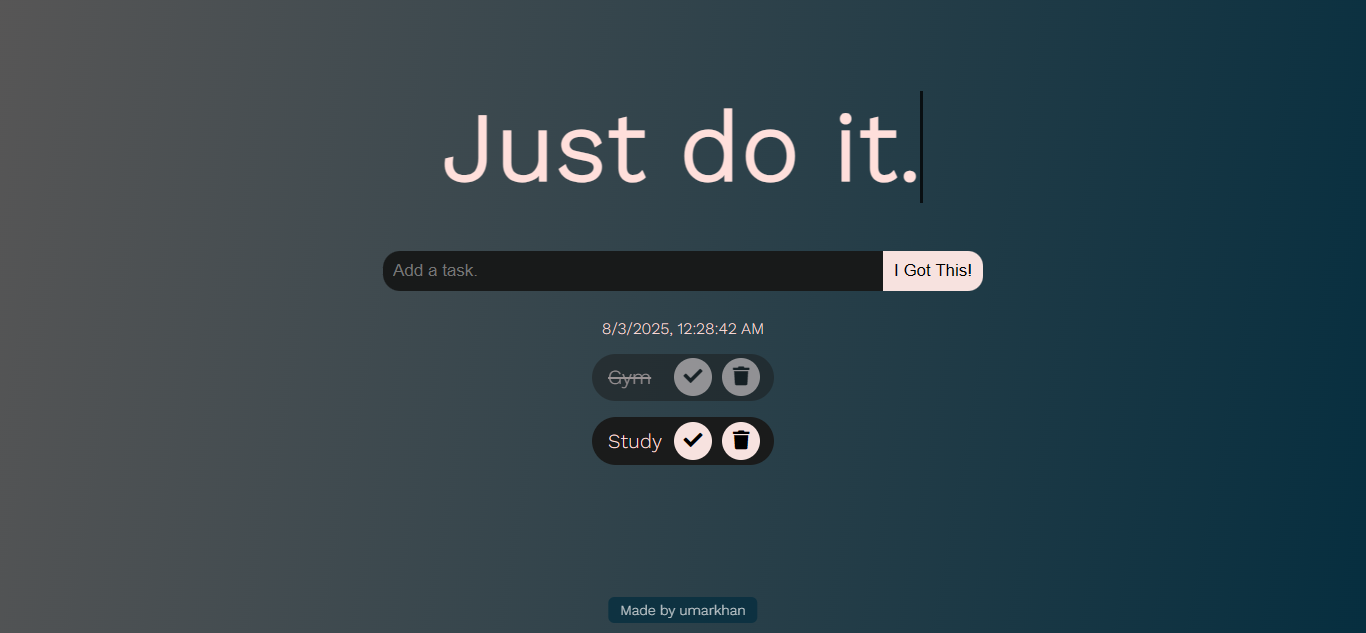 Just do it.
Add a task.
I Got This!
8/3/2025, 12:28:42 AM
Gym
Study
Made by umarkhan